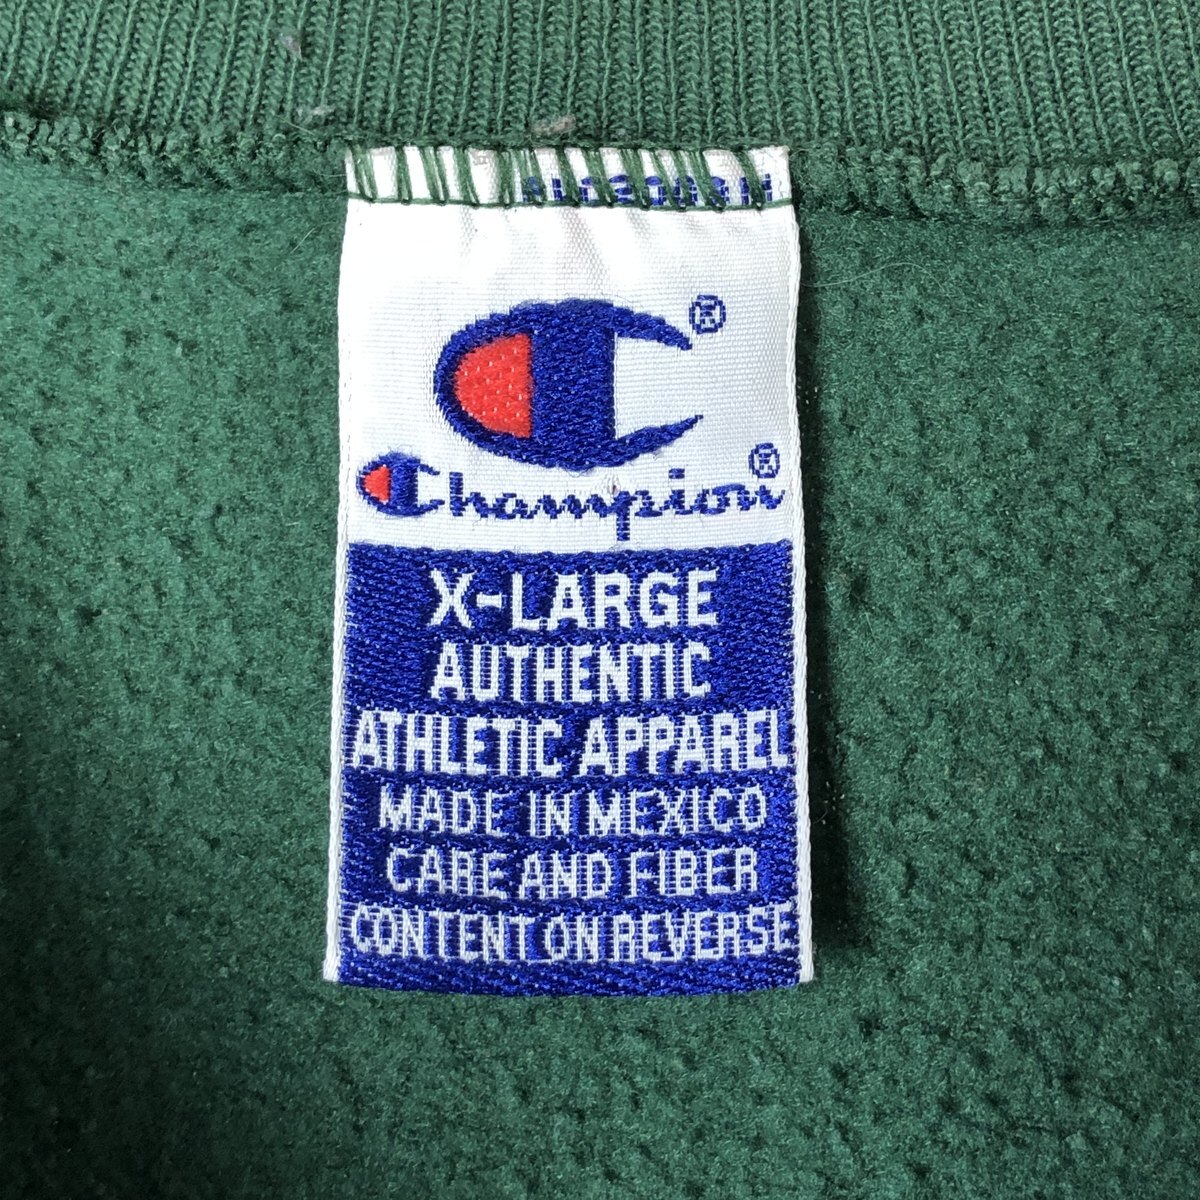 ®
Champion®
X-LARGE
AUTHENTIC
ATHLETIC APPAREL
MADE IN MEXICO
CARE AND FIBER
CONTENT ON REVERSE